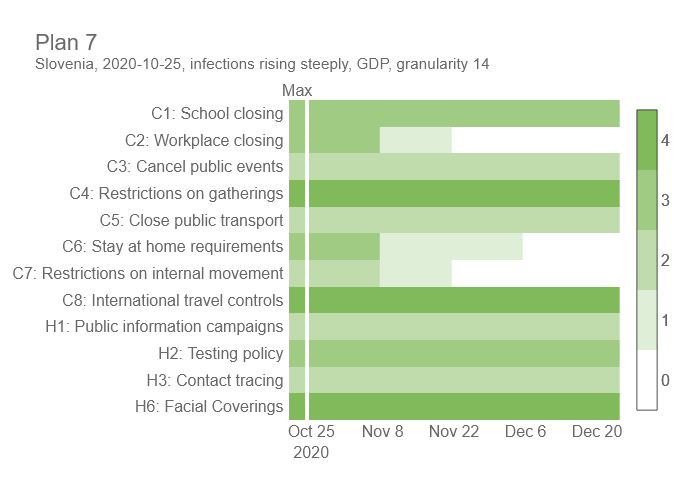 Plan 7
Slovenia, 2020-10-25, infections rising steeply, GDP, granularity 14
Max
C1: School closing
C2: Workplace closing
C3: Cancel public events
C4: Restrictions on gatherings
C5: Close public transport
C6: Stay at home requirements
C7: Restrictions on internal movement
C8: International travel controls
H1: Public information campaigns
H2: Testing policy
H3: Contact tracing
H6: Facial Coverings
Oct 25 Nov 8 Nov 22 Dec 6 Dec 20
2020
4
3
2
1
0